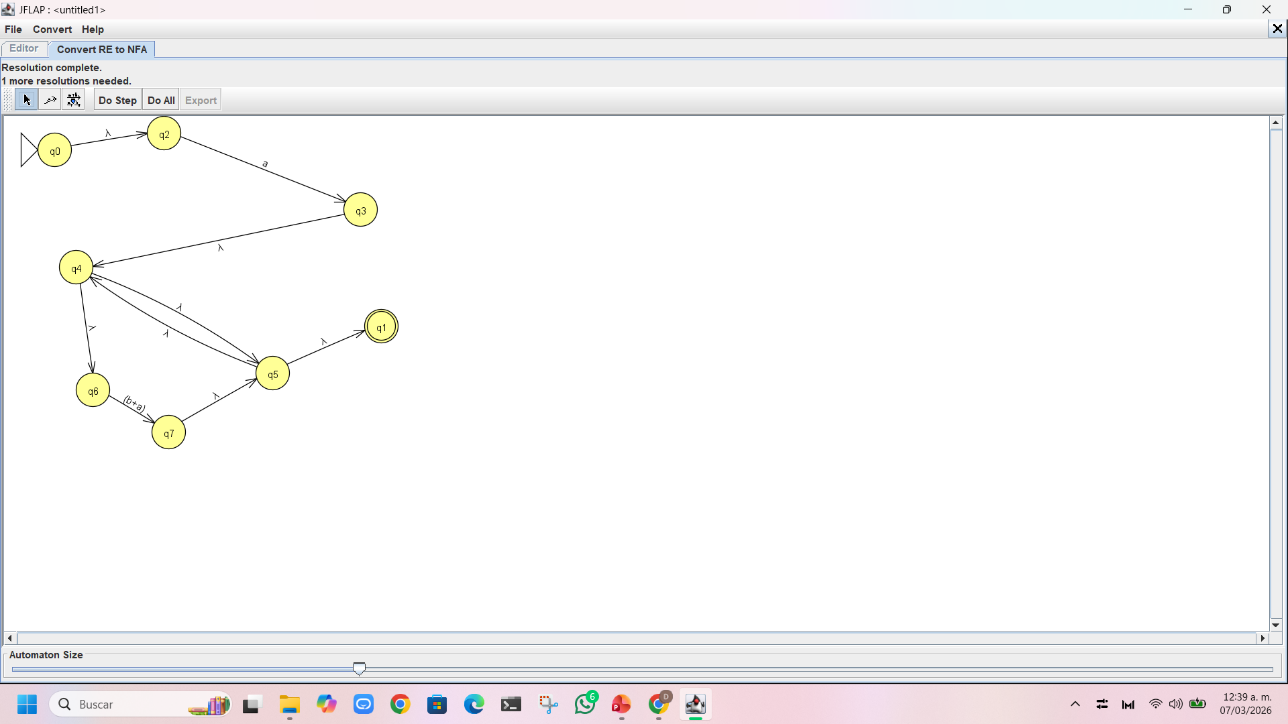 JFLAP : <untitled1>
File Convert Help
Editor Convert RE to NFA
Resolution complete.
1 more resolutions needed.
Do Step Do All Export
q0
λ
q2
a
q3
λ
q4
λ
λ
λ
q1
λ
q5
q6
(b+a)
λ
q7
Automaton Size
Buscar
6
D
12:39 a. m.
07/03/2026